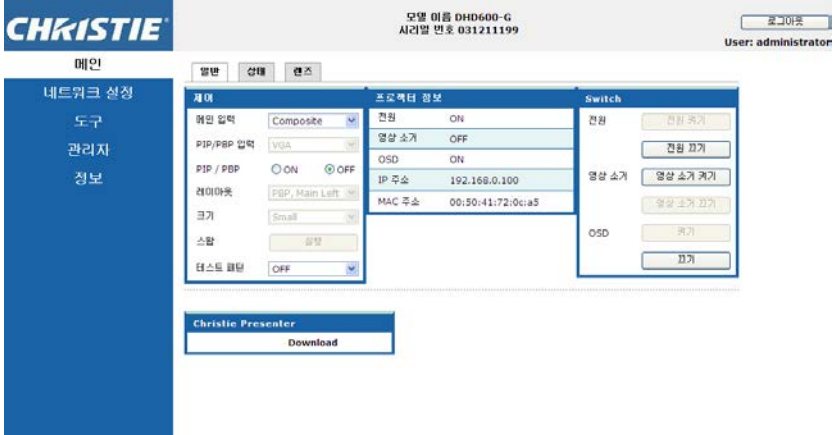 CHRISTIE
모델 이름 DHD600-G
시리얼 번호 031211199
로그아웃
User: administrator
메인
네트워크 설정
도구
관리자
정보
일반 상태 렌즈
제어
메인 입력 Composite
PIP/PBP 입력 VGA
PIP / PBP ON OFF
레이아웃 PBP, Main Left
크기 Small
스왑 실행
테스트 패턴 OFF
프로젝터 정보
전원 ON
영상 소거 OFF
OSD ON
IP 주소 192.168.0.100
MAC 주소 00:50:41:72:0c:a5
Switch
전원 전원 켜기
전원 끄기
영상 소거 영상 소거 켜기
영상 소거 끄기
OSD 켜기
끄기
Christie Presenter
Download